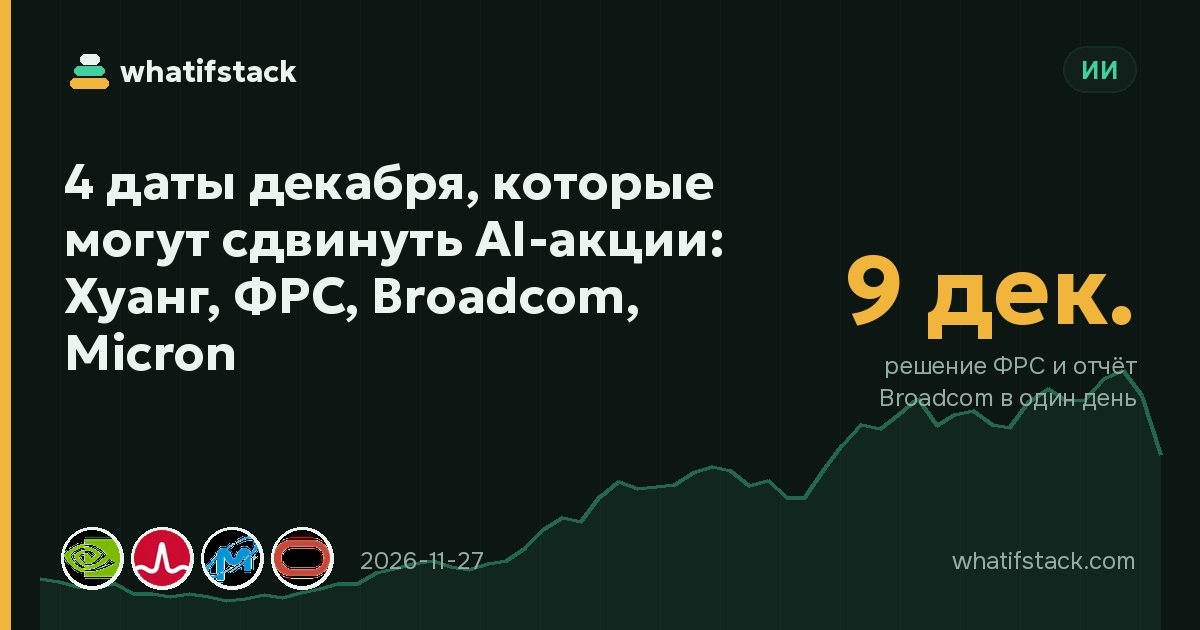 whatifstack
ИИ
4 даты декабря, которые
могут сдвинуть AI-акции:
Хуанг, ФРС, Broadcom,
Micron
9 дек.
решение ФРС и отчёт
Broadcom в один день
2026-11-27
whatifstack.com